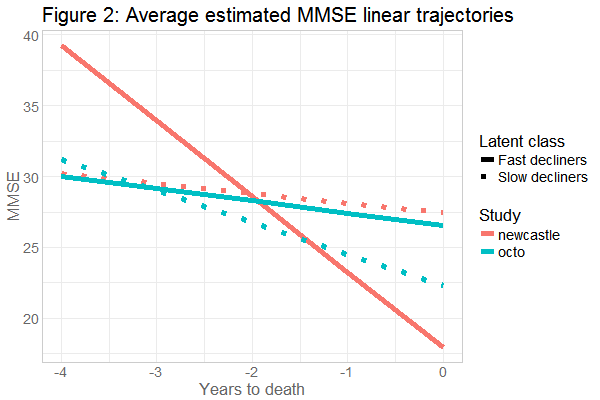 Figure 2: Average estimated MMSE linear trajectories
40
35
30
25
20
MMSE
-4
-3
-2
-1
0
Years to death
Latent class
Fast decliners
Slow decliners
Study
newcastle
octo